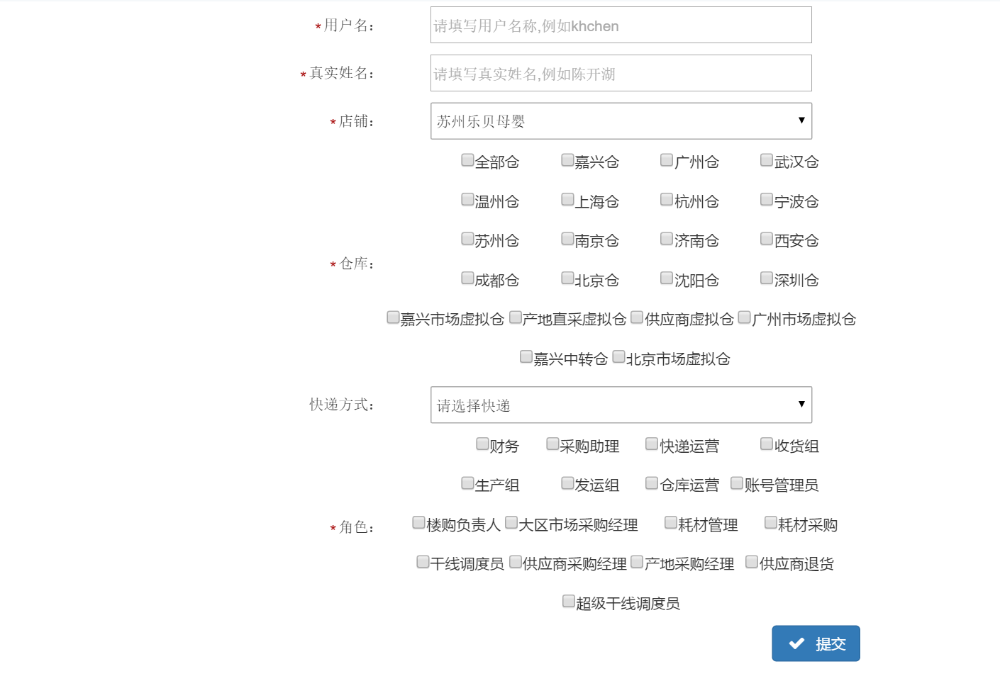 *用户名： 请填写用户名称,例如khchen
*真实姓名： 请填写真实姓名,例如陈开湖
*店铺： 苏州乐贝母婴
全部仓 嘉兴仓 广州仓 武汉仓
温州仓 上海仓 杭州仓 宁波仓
苏州仓 南京仓 济南仓 西安仓
*仓库：
成都仓 北京仓 沈阳仓 深圳仓
嘉兴市场虚拟仓 产地直采虚拟仓 供应商虚拟仓 广州市场虚拟仓
嘉兴中转仓 北京市场虚拟仓
快递方式： 请选择快递
财务 采购助理 快递运营 收货组
生产组 发运组 仓库运营 账号管理员
*角色： 楼购负责人 大区市场采购经理 耗材管理 耗材采购
干线调度员 供应商采购经理 产地采购经理 供应商退货
超级干线调度员
提交